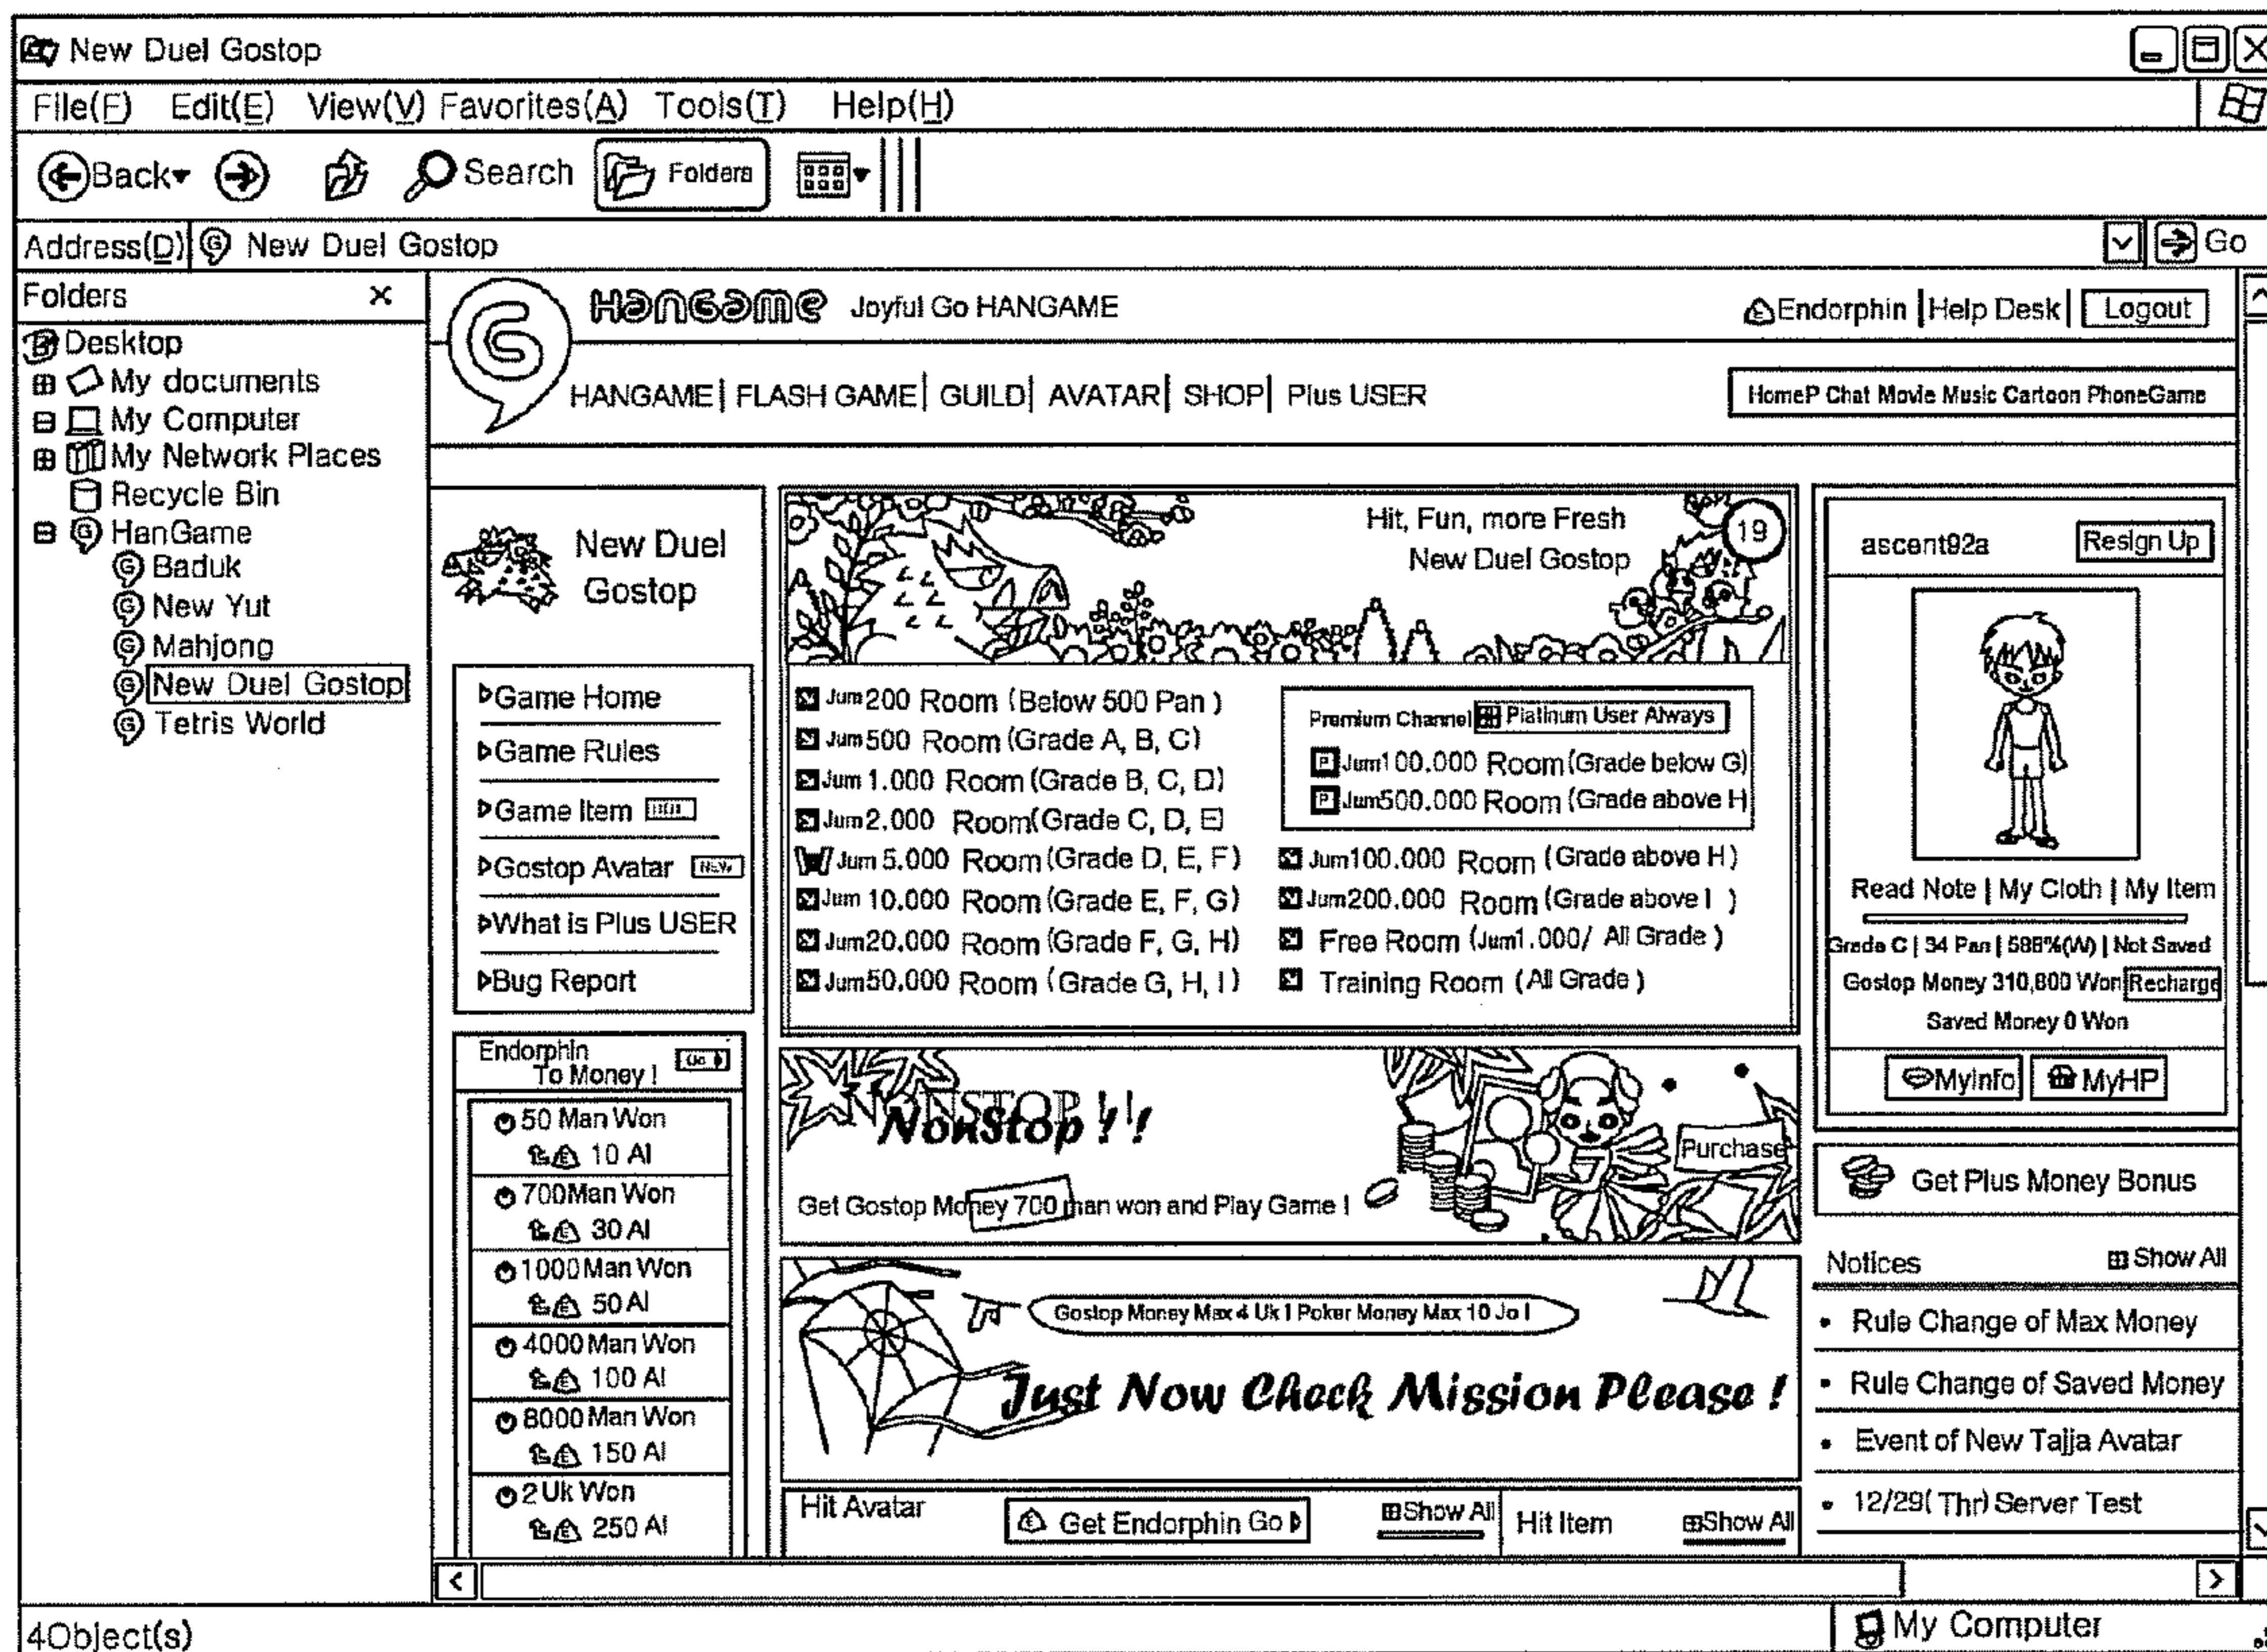 New Duel Gostop
File(F) Edit(E) View(V) Favorites(A) Tools(T) Help(H)
Back Search Folders
Address(D) New Duel Gostop Go
Folders
Desktop
My documents
My Computer
My Network Places
Recycle Bin
HanGame
Baduk
New Yut
Mahjong
New Duel Gostop
Tetris World
HANGAME Joyful Go HANGAME
Endorphin | Help Desk | Logout
HANGAME | FLASH GAME | GUILD | AVATAR | SHOP | Plus USER
HomeP Chat Movie Music Cartoon PhoneGame
New Duel
Gostop
Game Home
Game Rules
Game Item
Gostop Avatar NEW
What is Plus USER
Bug Report
Endorphin Go
To Money !
50 Man Won
10 Al
700Man Won
30 Al
1000Man Won
50 Al
4000Man Won
100 Al
8000Man Won
150 Al
2Uk Won
250 Al
Hit, Fun, more Fresh
New Duel Gostop
19
Jum200 Room (Below 500 Pan )
Jum500 Room (Grade A, B, C)
Jum 1.000 Room (Grade B, C, D)
Jum2.000 Room(Grade C, D, E)
Jum 5.000 Room (Grade D, E, F)
Jum 10.000 Room (Grade E, F, G)
Jum20.000 Room (Grade F, G, H)
Jum50.000 Room (Grade G, H, I)
Premium Channel Platinum User Always
P Jum100.000 Room(Grade below G)
P Jum500.000 Room (Grade above H
Jum100.000 Room (Grade above H)
Jum200.000 Room (Grade above I )
Free Room (Jum1.000/ All Grade )
Training Room (All Grade )
NONSTOP ! !
NonStop ! !
Get Gostop Money 700 man won and Play Game !
Purchase
Gostop Money Max 4 Uk ! Poker Money Max 10 Jo !
Just Now Check Mission Please !
Hit Avatar Get Endorphin Go Show All
Hit Item Show All
ascent92a Resign Up
Read Note | My Cloth | My Item
Grade C | 34 Pan | 588%(W) | Not Saved
Gostop Money 310,800 Won Recharge
Saved Money 0 Won
MyInfo MyHP
Get Plus Money Bonus
Notices Show All
• Rule Change of Max Money
• Rule Change of Saved Money
• Event of New Tajja Avatar
• 12/29( Thr) Server Test
4Object(s) My Computer